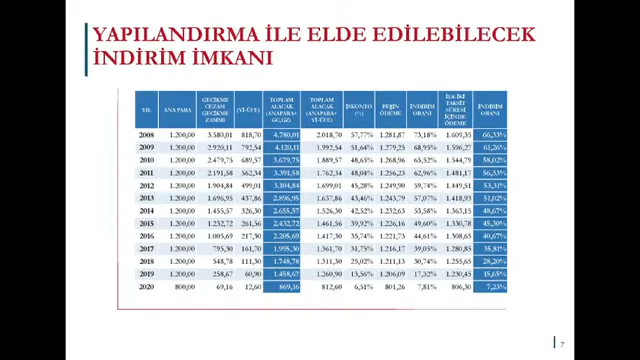 YAPILANDIRMA İLE ELDE EDİLEBİLECEK
İNDİRİM İMKANI
YIL ANA PARA GECİKME CEZASI GECİKME ZAMMI (Yİ-ÜFE) TOPLAM ALACAK (ANAPARA+ GC,GZ) TOPLAM ALACAK (ANAPARA+ Yİ-ÜFE) İSKONTO (%) PEŞİN ÖDEME İNDİRİM ORANI İLK İKİ TAKSİT SÜRESİ İÇİNDE ÖDEME İNDİRİM ORANI
2008 1.200,00 3.580,01 818,70 4.780,01 2.018,70 57,77% 1.281,87 73,18% 1.609,35 66,33%
2009 1.200,00 2.920,11 792,54 4.120,11 1.992,54 51,64% 1.279,25 68,95% 1.596,27 61,26%
2010 1.200,00 2.479,75 689,57 3.679,75 1.889,57 48,65% 1.268,96 65,52% 1.544,79 58,02%
2011 1.200,00 2.191,58 562,34 3.391,58 1.762,34 48,04% 1.256,23 62,96% 1.481,17 56,33%
2012 1.200,00 1.904,84 499,01 3.104,84 1.699,01 45,28% 1.249,90 59,74% 1.449,51 53,31%
2013 1.200,00 1.696,95 437,86 2.896,95 1.637,86 43,46% 1.243,79 57,07% 1.418,93 51,02%
2014 1.200,00 1.455,57 326,30 2.655,57 1.526,30 42,52% 1.232,63 53,58% 1.363,15 48,67%
2015 1.200,00 1.232,72 261,56 2.432,72 1.461,56 39,92% 1.226,16 49,60% 1.330,78 45,30%
2016 1.200,00 1.005,69 217,30 2.205,69 1.417,30 35,74% 1.221,73 44,61% 1.308,65 40,67%
2017 1.200,00 795,30 161,70 1.995,30 1.361,70 31,75% 1.216,17 39,05% 1.280,85 35,81%
2018 1.200,00 548,78 111,30 1.748,78 1.311,30 25,02% 1.211,13 30,74% 1.255,65 28,20%
2019 1.200,00 258,67 60,90 1.458,67 1.260,90 13,56% 1.206,09 17,32% 1.230,45 15,65%
2020 800,00 69,16 12,60 869,16 812,60 6,51% 801,26 7,81% 806,30 7,23%
7